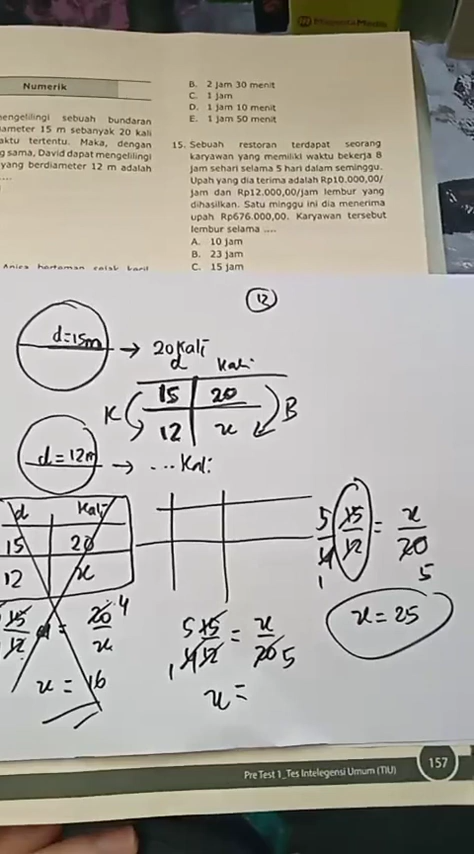 Numerik
mengelilingi sebuah bundaran
diameter 15 m sebanyak 20 kali
waktu tertentu. Maka, dengan
g sama, David dapat mengelilingi
yang berdiameter 12 m adalah
....
B. 2 jam 30 menit
C. 1 jam
D. 1 jam 10 menit
E. 1 jam 50 menit
15. Sebuah restoran terdapat seorang
karyawan yang memiliki waktu bekerja 8
jam sehari selama 5 hari dalam seminggu.
Upah yang dia terima adalah Rp10.000,00/
jam dan Rp12.000,00/jam lembur yang
dihasilkan. Satu minggu ini dia menerima
upah Rp676.000,00. Karyawan tersebut
lembur selama ....
A. 10 jam
B. 23 jam
C. 15 jam
12
d=15m → 20 kali
d kali
15 20
K B
12 x
d=12m → ... Kali
d Kali
15 20
12 x
15/12 = 20/x 4
x = 16
5 15/12 = x/20 5
1 4
x =
5 15/12 = x/20
1 4 5
x = 25
Pre Test 1_Tes Intelegensi Umum (TIU)
157